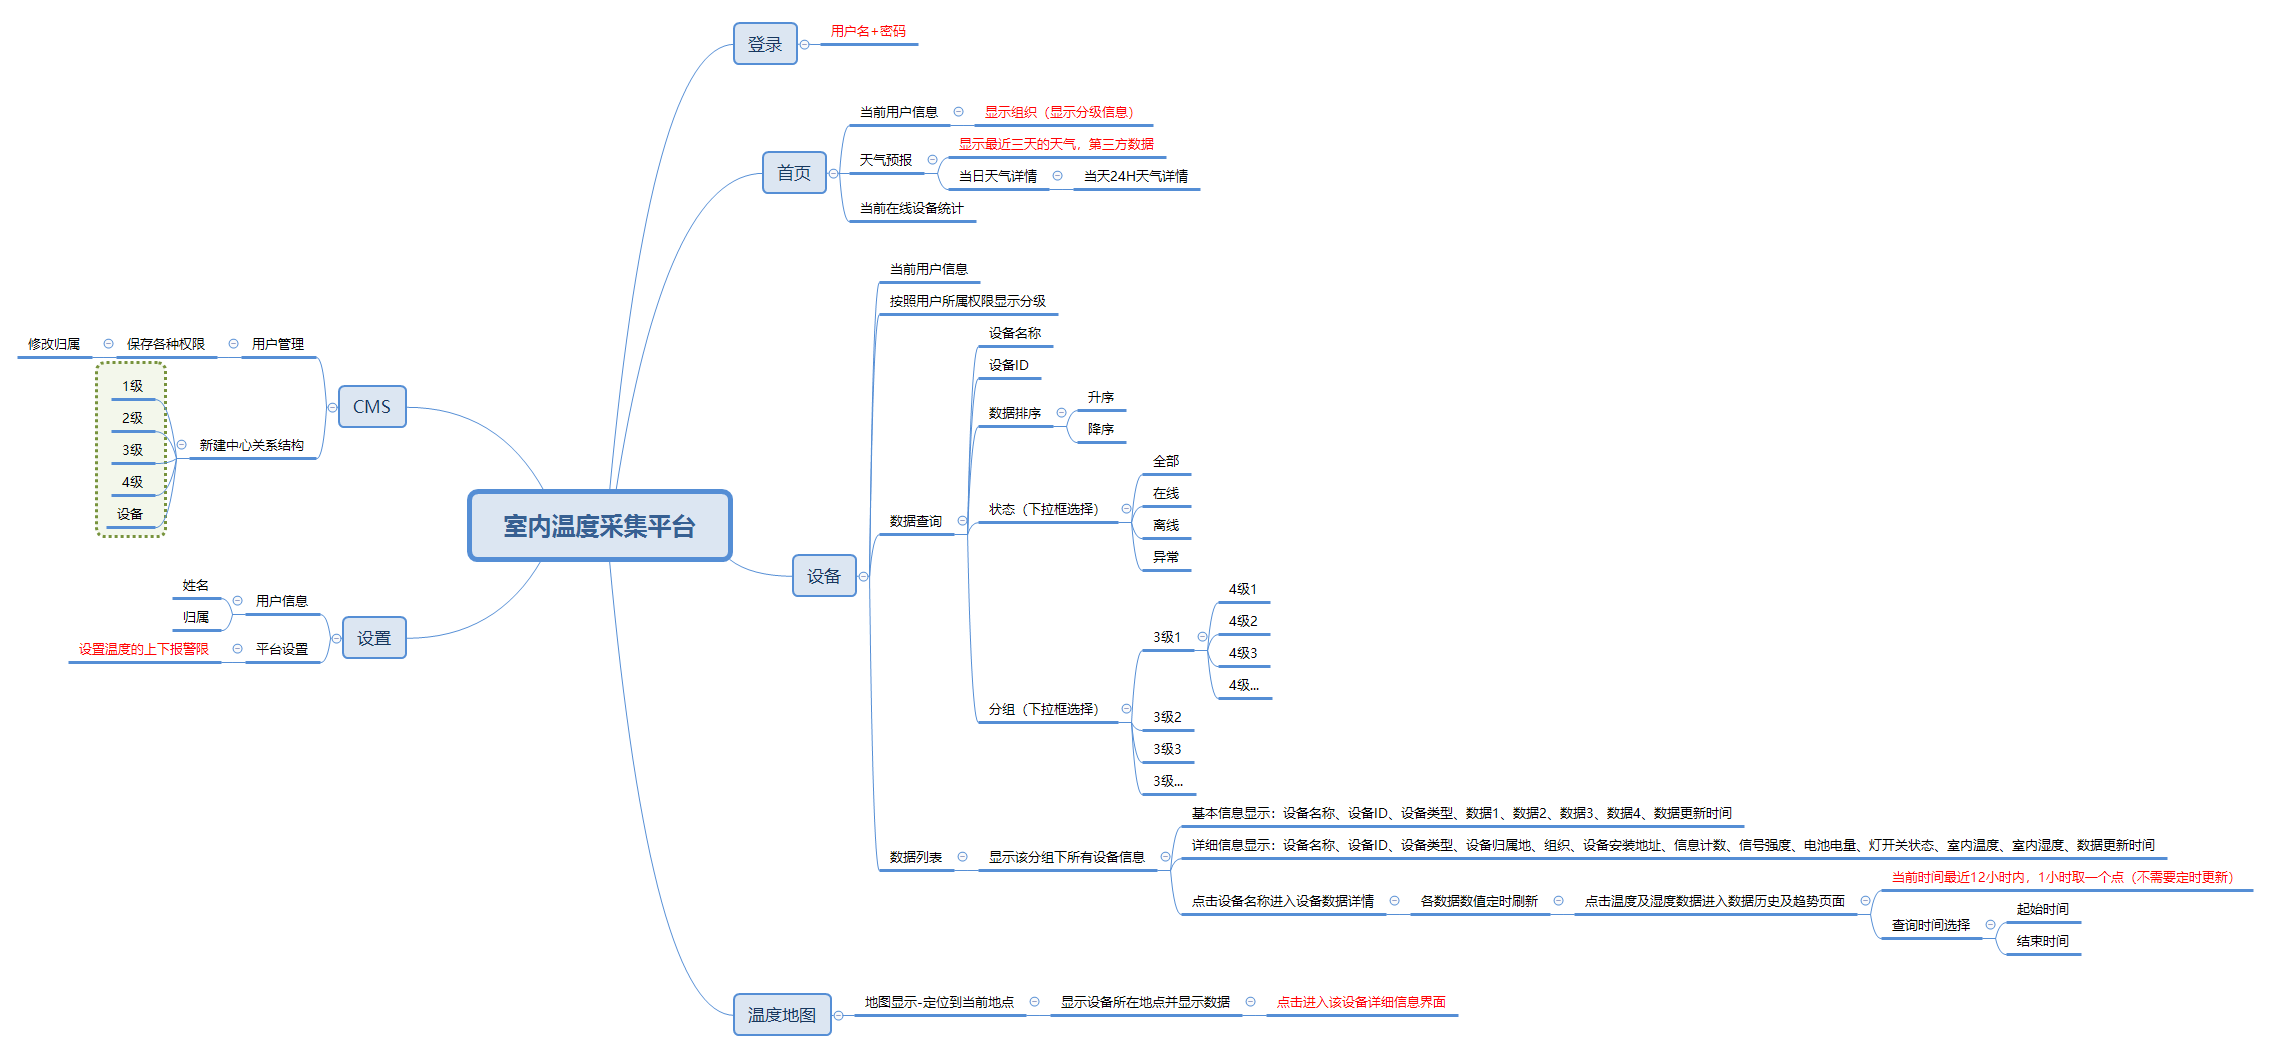 室内温度采集平台
登录
用户名+密码
首页
当前用户信息
显示组织（显示分级信息）
天气预报
显示最近三天的天气，第三方数据
当日天气详情
当天24H天气详情
当前在线设备统计
设备
当前用户信息
按照用户所属权限显示分级
数据查询
设备名称
设备ID
数据排序
升序
降序
状态（下拉框选择）
全部
在线
离线
异常
分组（下拉框选择）
3级1
4级1
4级2
4级3
4级...
3级2
3级3
3级...
数据列表
显示该分组下所有设备信息
基本信息显示：设备名称、设备ID、设备类型、数据1、数据2、数据3、数据4、数据更新时间
详细信息显示：设备名称、设备ID、设备类型、设备归属地、组织、设备安装地址、信息计数、信号强度、电池电量、灯开关状态、室内温度、室内湿度、数据更新时间
点击设备名称进入设备数据详情
各数据数值定时刷新
点击温度及湿度数据进入数据历史及趋势页面
当前时间最近12小时内，1小时取一个点（不需要定时更新）
查询时间选择
起始时间
结束时间
温度地图
地图显示-定位到当前地点
显示设备所在地点并显示数据
点击进入该设备详细信息界面
CMS
用户管理
保存各种权限
修改归属
新建中心关系结构
1级
2级
3级
4级
设备
设置
用户信息
姓名
归属
平台设置
设置温度的上下报警限